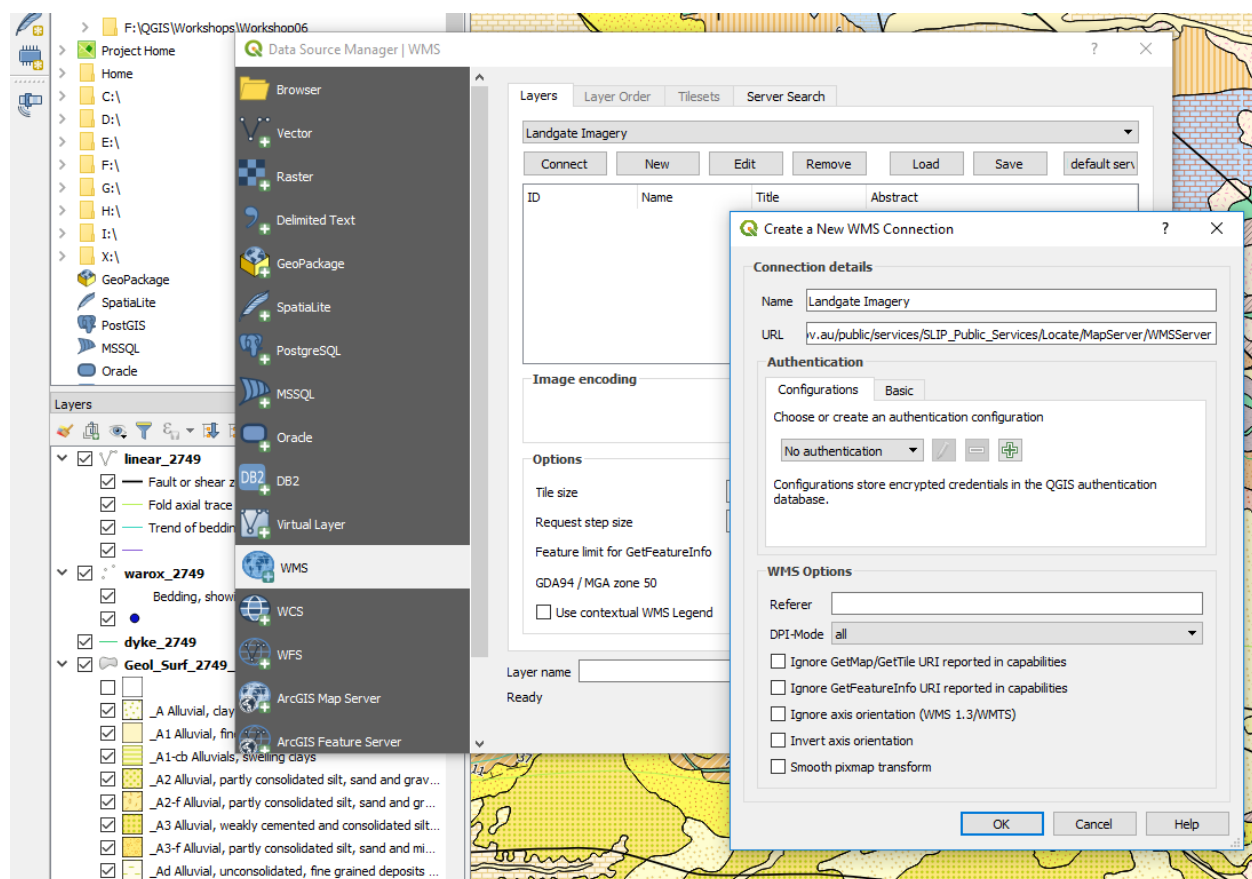 F:\QGIS\Workshops\Workshop06
Project Home
Home
C:\
D:\
E:\
F:\
G:\
H:\
I:\
X:\
GeoPackage
SpatiaLite
PostGIS
MSSQL
Oracle
Layers
linear_2749
Fault or shear z
Fold axial trace
Trend of beddin
warox_2749
Bedding, showi
dyke_2749
Geol_Surf_2749_
_A Alluvial, clay
_A1 Alluvial, fin
_A1-cb Alluvials, swelling clays
_A2 Alluvial, partly consolidated silt, sand and grav...
_A2-f Alluvial, partly consolidated silt, sand and gr...
_A3 Alluvial, weakly cemented and consolidated silt...
_A3-f Alluvial, partly consolidated silt, sand and mi...
_Ad Alluvial, unconsolidated, fine grained deposits ...
Data Source Manager | WMS
Browser
Vector
Raster
Delimited Text
GeoPackage
SpatiaLite
PostgreSQL
MSSQL
Oracle
DB2
DB2
Virtual Layer
WMS
WCS
WFS
ArcGIS Map Server
ArcGIS Feature Server
Layers Layer Order Tilesets Server Search
Landgate Imagery
Connect New Edit Remove Load Save default serv
ID Name Title Abstract
Image encoding
Options
Tile size
Request step size
Feature limit for GetFeatureInfo
GDA94 / MGA zone 50
Use contextual WMS Legend
Layer name
Ready
Create a New WMS Connection
Connection details
Name Landgate Imagery
URL ov.au/public/services/SLIP_Public_Services/Locate/MapServer/WMSServer
Authentication
Configurations Basic
Choose or create an authentication configuration
No authentication
Configurations store encrypted credentials in the QGIS authentication
database.
WMS Options
Referer
DPI-Mode all
Ignore GetMap/GetTile URI reported in capabilities
Ignore GetFeatureInfo URI reported in capabilities
Ignore axis orientation (WMS 1.3/WMTS)
Invert axis orientation
Smooth pixmap transform
OK Cancel Help